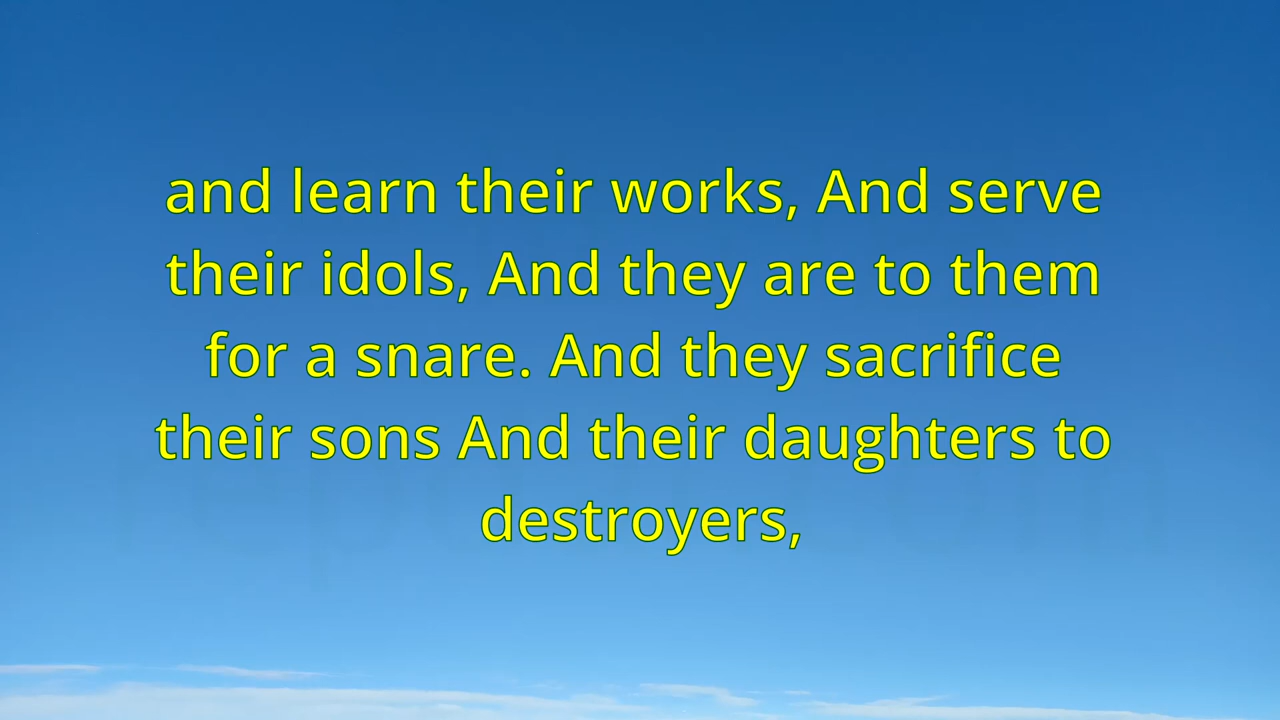 and learn their works, And serve
their idols, And they are to them
for a snare. And they sacrifice
their sons And their daughters to
destroyers,